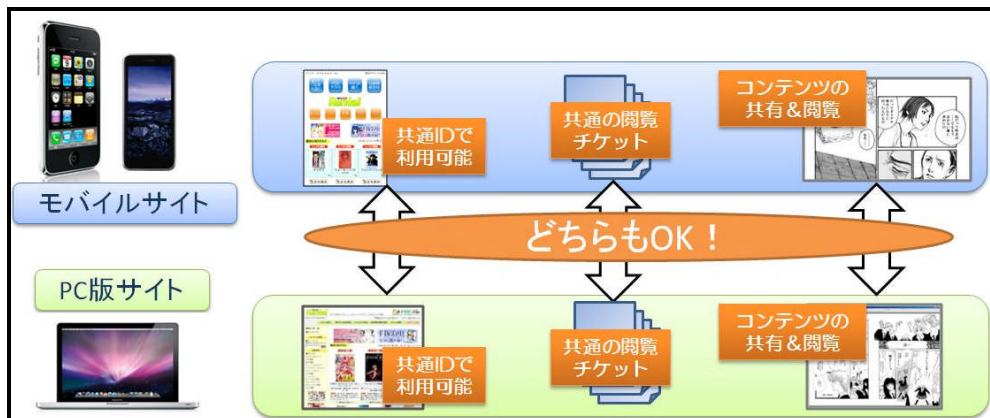 共通IDで
利用可能
共通の閲覧
チケット
コンテンツの
共有&閲覧
モバイルサイト
どちらもOK！
PC版サイト
共通IDで
利用可能
共通の閲覧
チケット
コンテンツの
共有&閲覧